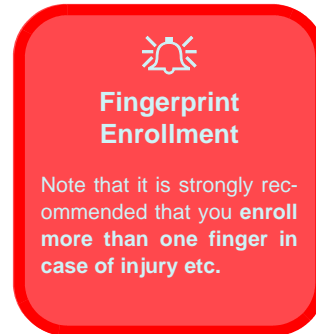 Fingerprint
Enrollment
Note that it is strongly rec-
ommended that you enroll
more than one finger in
case of injury etc.